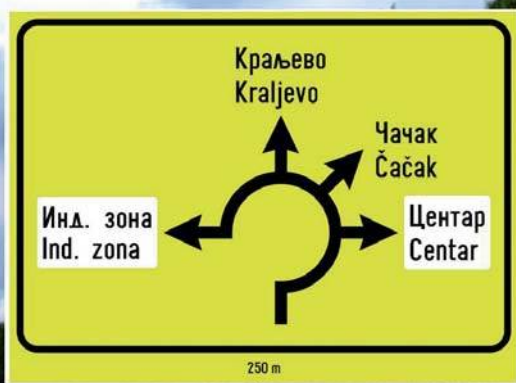 Краљево
Kraljevo
Чачак
Čačak
Инд. зона
Ind. zona
Центар
Centar
250 m